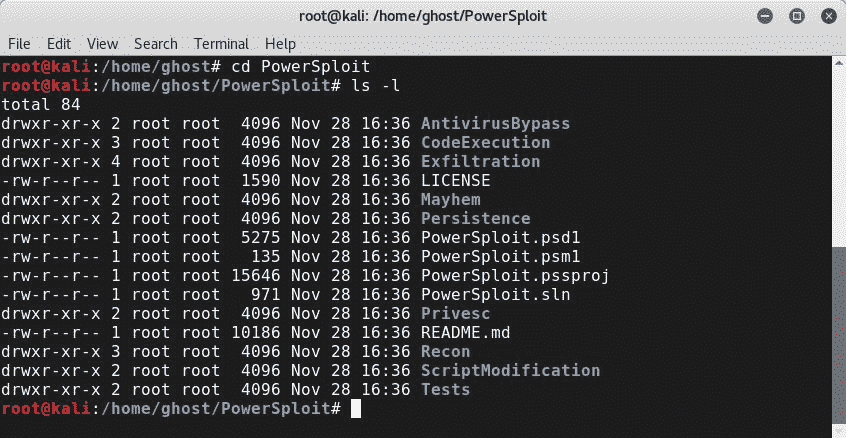 root@kali: /home/ghost/PowerSploit
File Edit View Search Terminal Help
root@kali:/home/ghost# cd PowerSploit
root@kali:/home/ghost/PowerSploit# ls -l
total 84
drwxr-xr-x 2 root root  4096 Nov 28 16:36 AntivirusBypass
drwxr-xr-x 3 root root  4096 Nov 28 16:36 CodeExecution
drwxr-xr-x 4 root root  4096 Nov 28 16:36 Exfiltration
-rw-r--r-- 1 root root  1590 Nov 28 16:36 LICENSE
drwxr-xr-x 2 root root  4096 Nov 28 16:36 Mayhem
drwxr-xr-x 2 root root  4096 Nov 28 16:36 Persistence
-rw-r--r-- 1 root root  5275 Nov 28 16:36 PowerSploit.psd1
-rw-r--r-- 1 root root   135 Nov 28 16:36 PowerSploit.psm1
-rw-r--r-- 1 root root 15646 Nov 28 16:36 PowerSploit.pssproj
-rw-r--r-- 1 root root   971 Nov 28 16:36 PowerSploit.sln
drwxr-xr-x 2 root root  4096 Nov 28 16:36 Privesc
-rw-r--r-- 1 root root 10186 Nov 28 16:36 README.md
drwxr-xr-x 3 root root  4096 Nov 28 16:36 Recon
drwxr-xr-x 2 root root  4096 Nov 28 16:36 ScriptModification
drwxr-xr-x 2 root root  4096 Nov 28 16:36 Tests
root@kali:/home/ghost/PowerSploit#